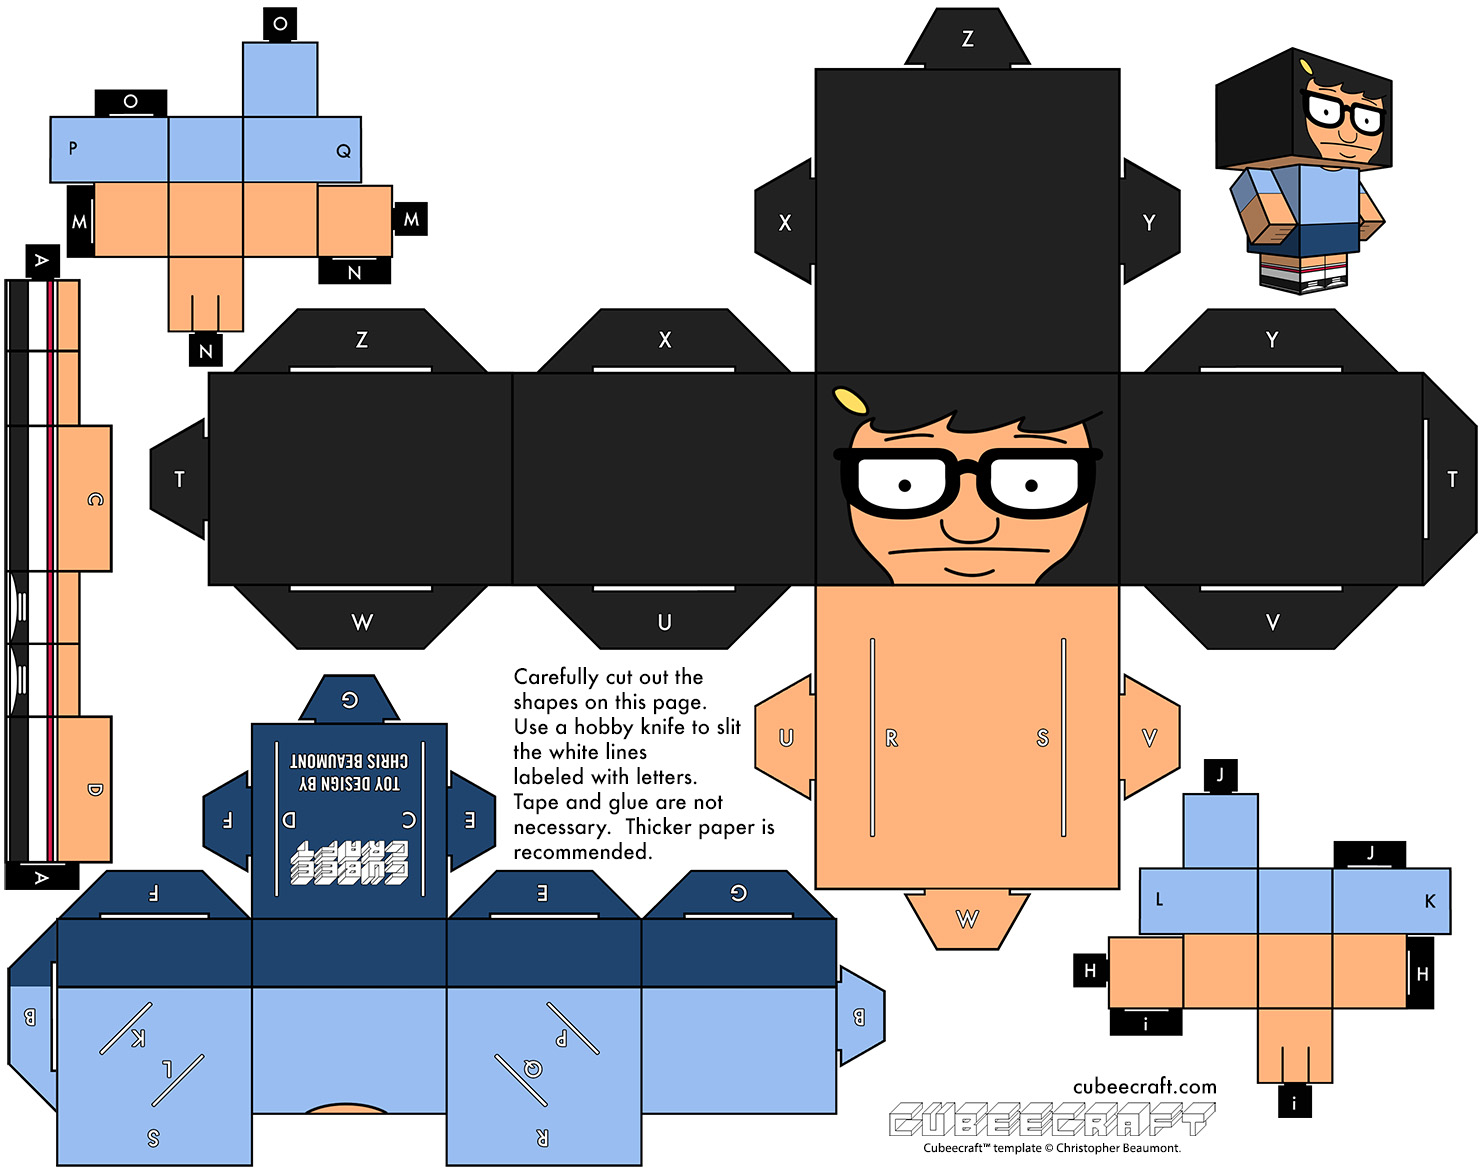 O
Z
O
P
Q
M
M
N
X
Y
A
N
Z
X
Y
T
T
C
W
U
V
Carefully cut out the
shapes on this page.
Use a hobby knife to slit
the white lines
labeled with letters.
Tape and glue are not
necessary.  Thicker paper is
recommended.
G
U
R
S
V
TOY DESIGN BY
CHRIS BEAUMONT
D
F
D
C
E
CUBEE
CRAFT
A
J
J
F
E
G
W
L
K
H
H
B
K
L
P
Q
B
i
i
S
R
cubeecraft.com
CUBEECRAFT
Cubeecraft™ template © Christopher Beaumont.